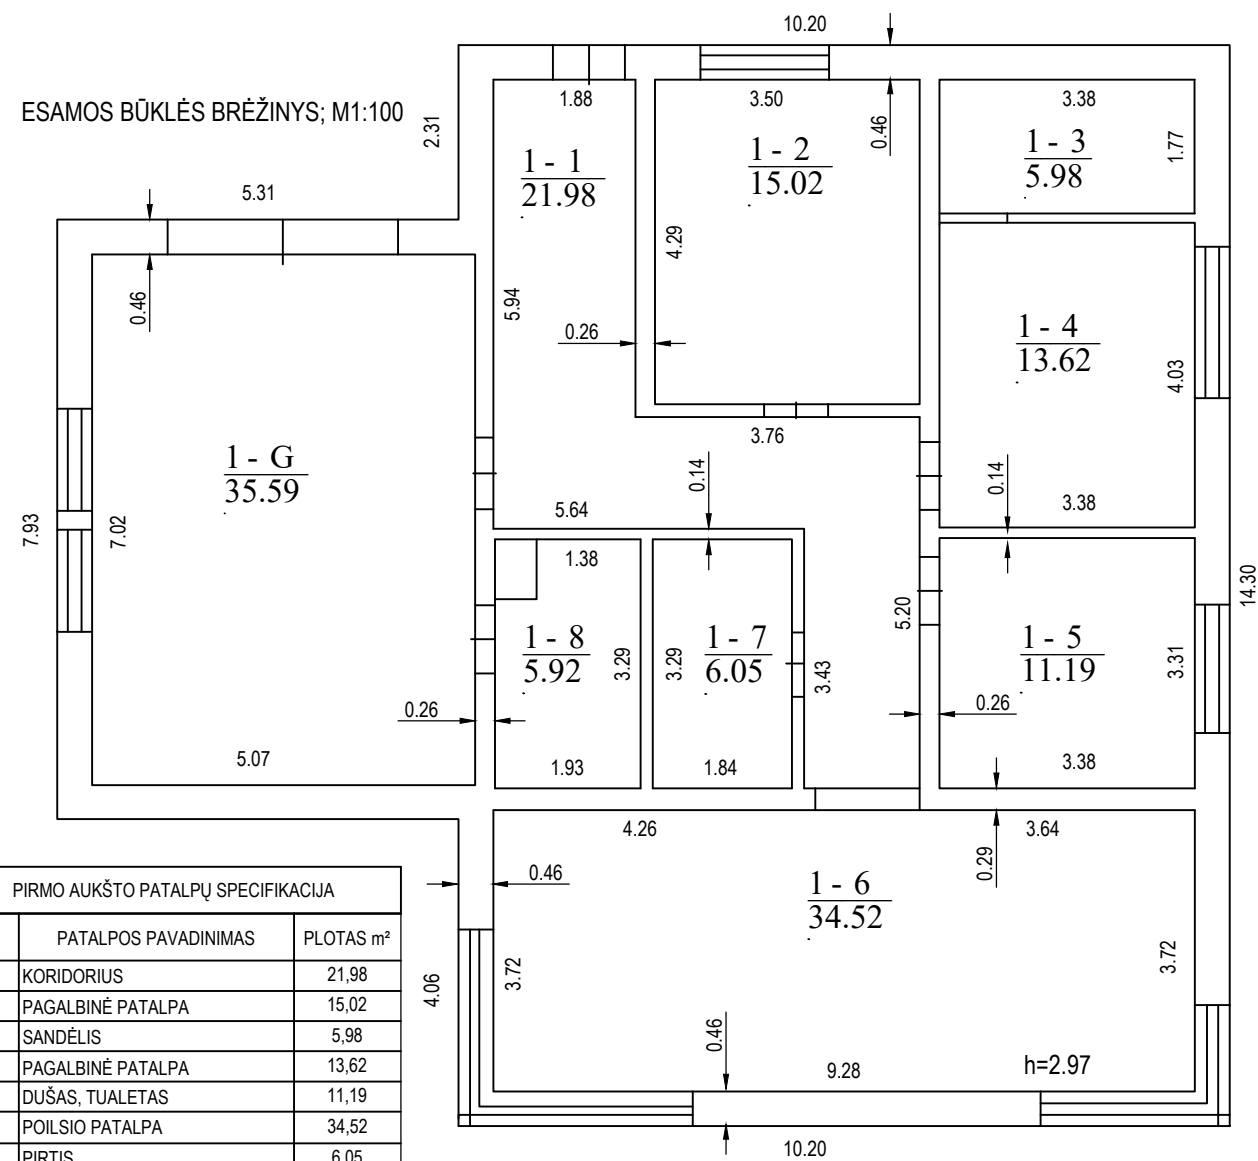 10.20
ESAMOS BŪKLĖS BRĖŽINYS; M1:100
2.31
1.88
3.50
0.46
3.38
1.77
1 - 1
21.98
1 - 2
15.02
1 - 3
5.98
5.31
0.46
5.94
4.29
0.26
1 - 4
13.62
4.03
3.76
1 - G
35.59
7.93
7.02
0.14
0.14
5.64
3.38
1.38
5.20
14.30
1 - 8
5.92
3.29
3.29
1 - 7
6.05
3.43
1 - 5
11.19
3.31
0.26
0.26
5.07
1.93
1.84
3.38
4.26
3.64
0.29
0.46
1 - 6
34.52
3.72
3.72
4.06
0.46
9.28
h=2.97
10.20
PIRMO AUKŠTO PATALPŲ SPECIFIKACIJA
PATALPOS PAVADINIMAS PLOTAS m²
KORIDORIUS 21,98
PAGALBINĖ PATALPA 15,02
SANDĖLIS 5,98
PAGALBINĖ PATALPA 13,62
DUŠAS, TUALETAS 11,19
POILSIO PATALPA 34,52
PIRTIS 6,05